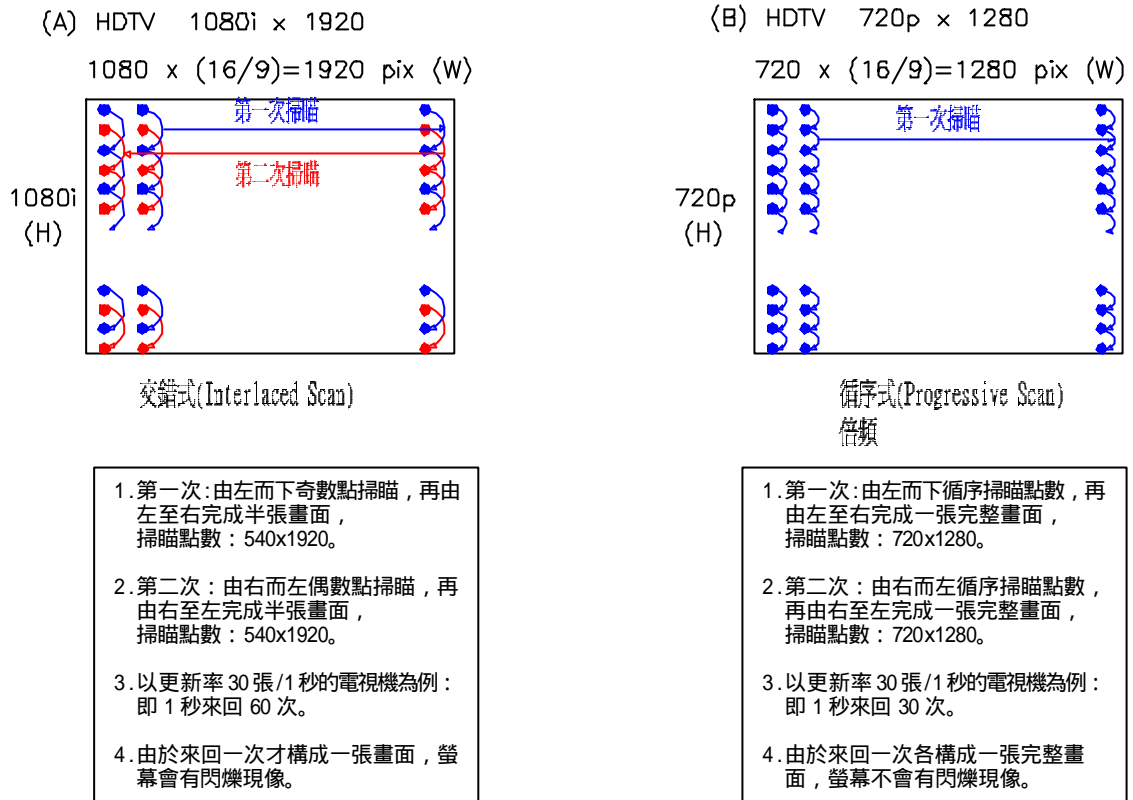 (A) HDTV 1080i x 1920
1080 x (16/9)=1920 pix (W)
第一次掃瞄
第二次掃瞄
1080i
(H)
交錯式(Interlaced Scan)
1.第一次:由左而下奇數點掃瞄，再由
左至右完成半張畫面，
掃瞄點數：540x1920。
2.第二次：由右而左偶數點掃瞄，再
由右至左完成半張畫面，
掃瞄點數：540x1920。
3.以更新率30張/1秒的電視機為例：
即1秒來回60次。
4.由於來回一次才構成一張畫面，螢
幕會有閃爍現像。
(B) HDTV 720p x 1280
720 x (16/9)=1280 pix (W)
第一次掃瞄
720p
(H)
循序式(Progressive Scan)
倍頻
1.第一次:由左而下循序掃瞄點數，再
由左至右完成一張完整畫面，
掃瞄點數：720x1280。
2.第二次：由右而左循序掃瞄點數，
再由右至左完成一張完整畫面，
掃瞄點數：720x1280。
3.以更新率30張/1秒的電視機為例：
即1秒來回30次。
4.由於來回一次各構成一張完整畫
面，螢幕不會有閃爍現像。